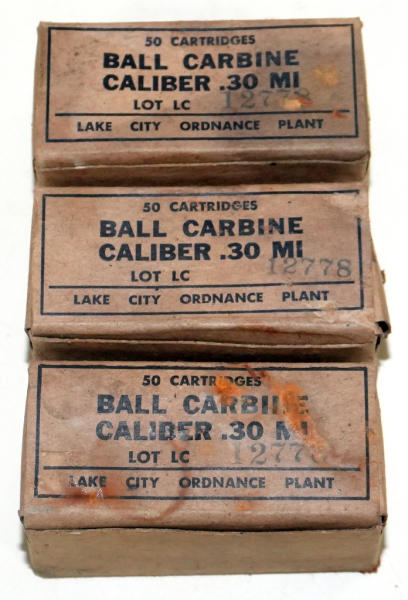 50 CARTRIDGES
BALL CARBINE
CALIBER .30 MI
LOT LC 12778
LAKE CITY ORDNANCE PLANT
50 CARTRIDGES
BALL CARBINE
CALIBER .30 MI
LOT LC 12778
LAKE CITY ORDNANCE PLANT
50 CARTRIDGES
BALL CARBINE
CALIBER .30 MI
LOT LC
LAKE CITY ORDNANCE PLANT